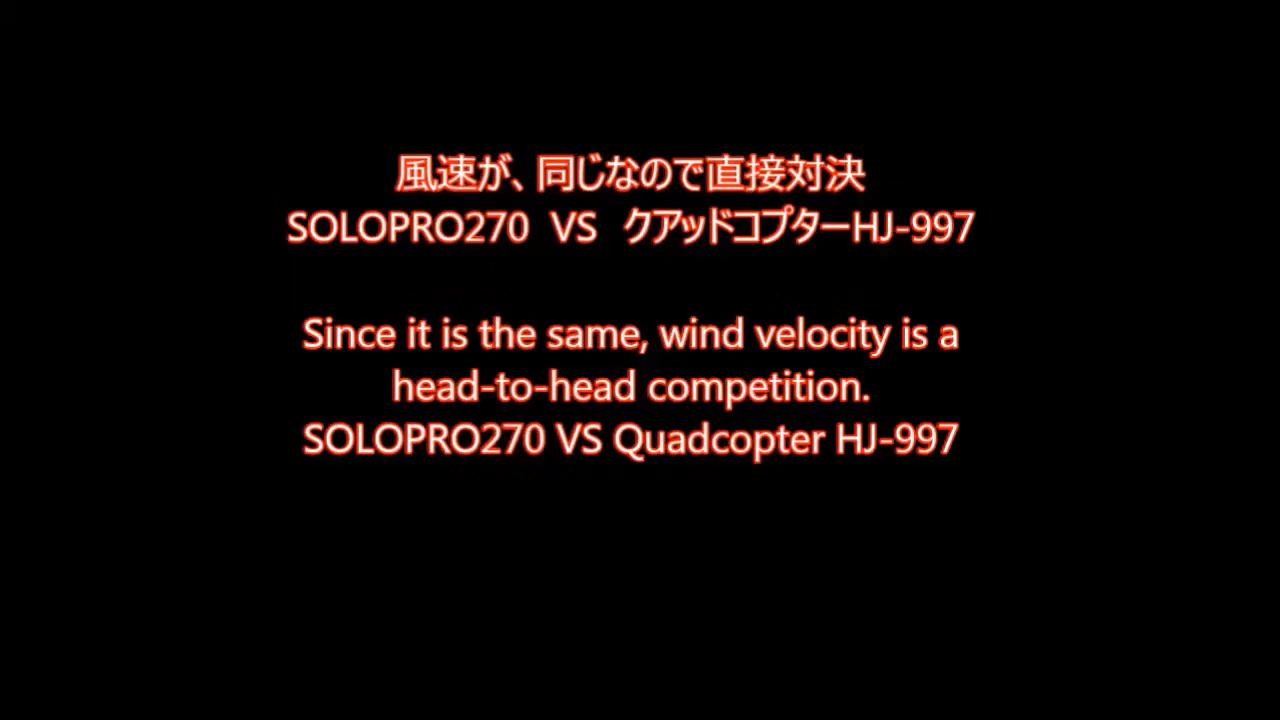 風速が、同じなので直接対決
SOLOPRO270　VS　クアッドコプターHJ-997
Since it is the same, wind velocity is a
head-to-head competition.
SOLOPRO270 VS Quadcopter HJ-997